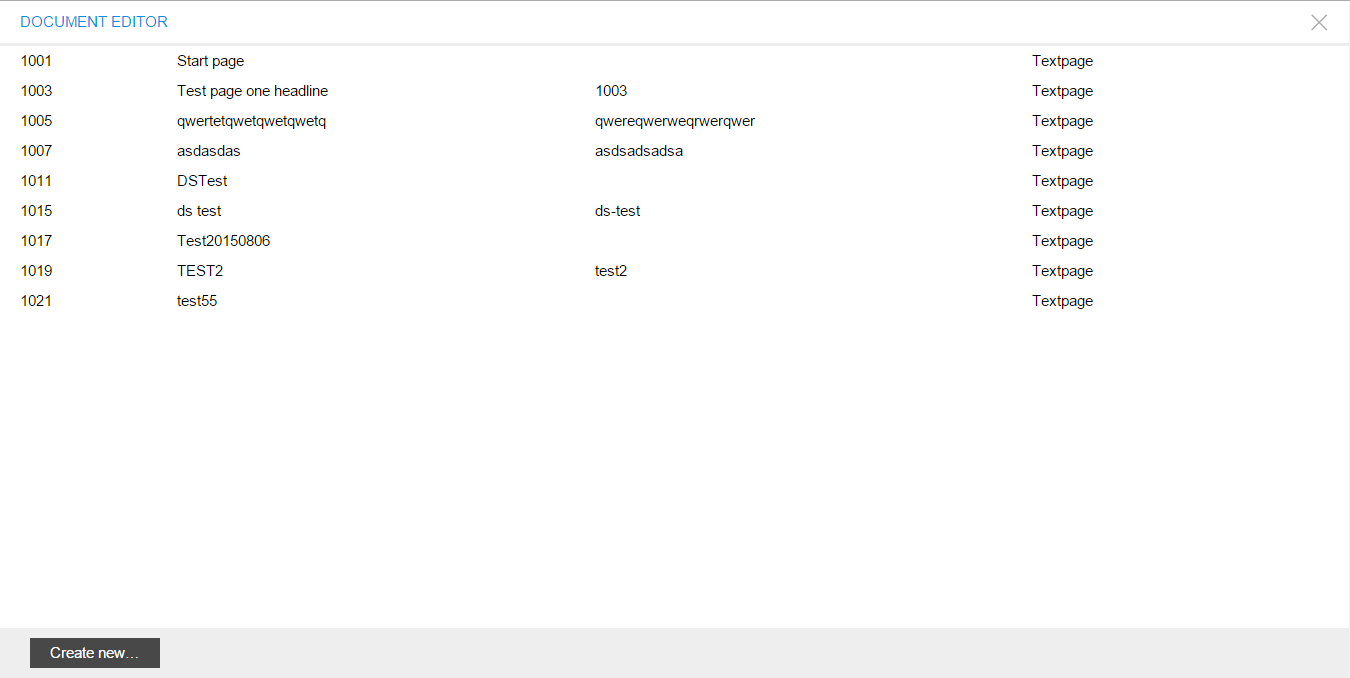 DOCUMENT EDITOR
1001 Start page Textpage
1003 Test page one headline 1003 Textpage
1005 qwertetqwetqwetqwetq qwereqwerweqrwerqwer Textpage
1007 asdasdas asdsadsadsa Textpage
1011 DSTest Textpage
1015 ds test ds-test Textpage
1017 Test20150806 Textpage
1019 TEST2 test2 Textpage
1021 test55 Textpage
Create new...